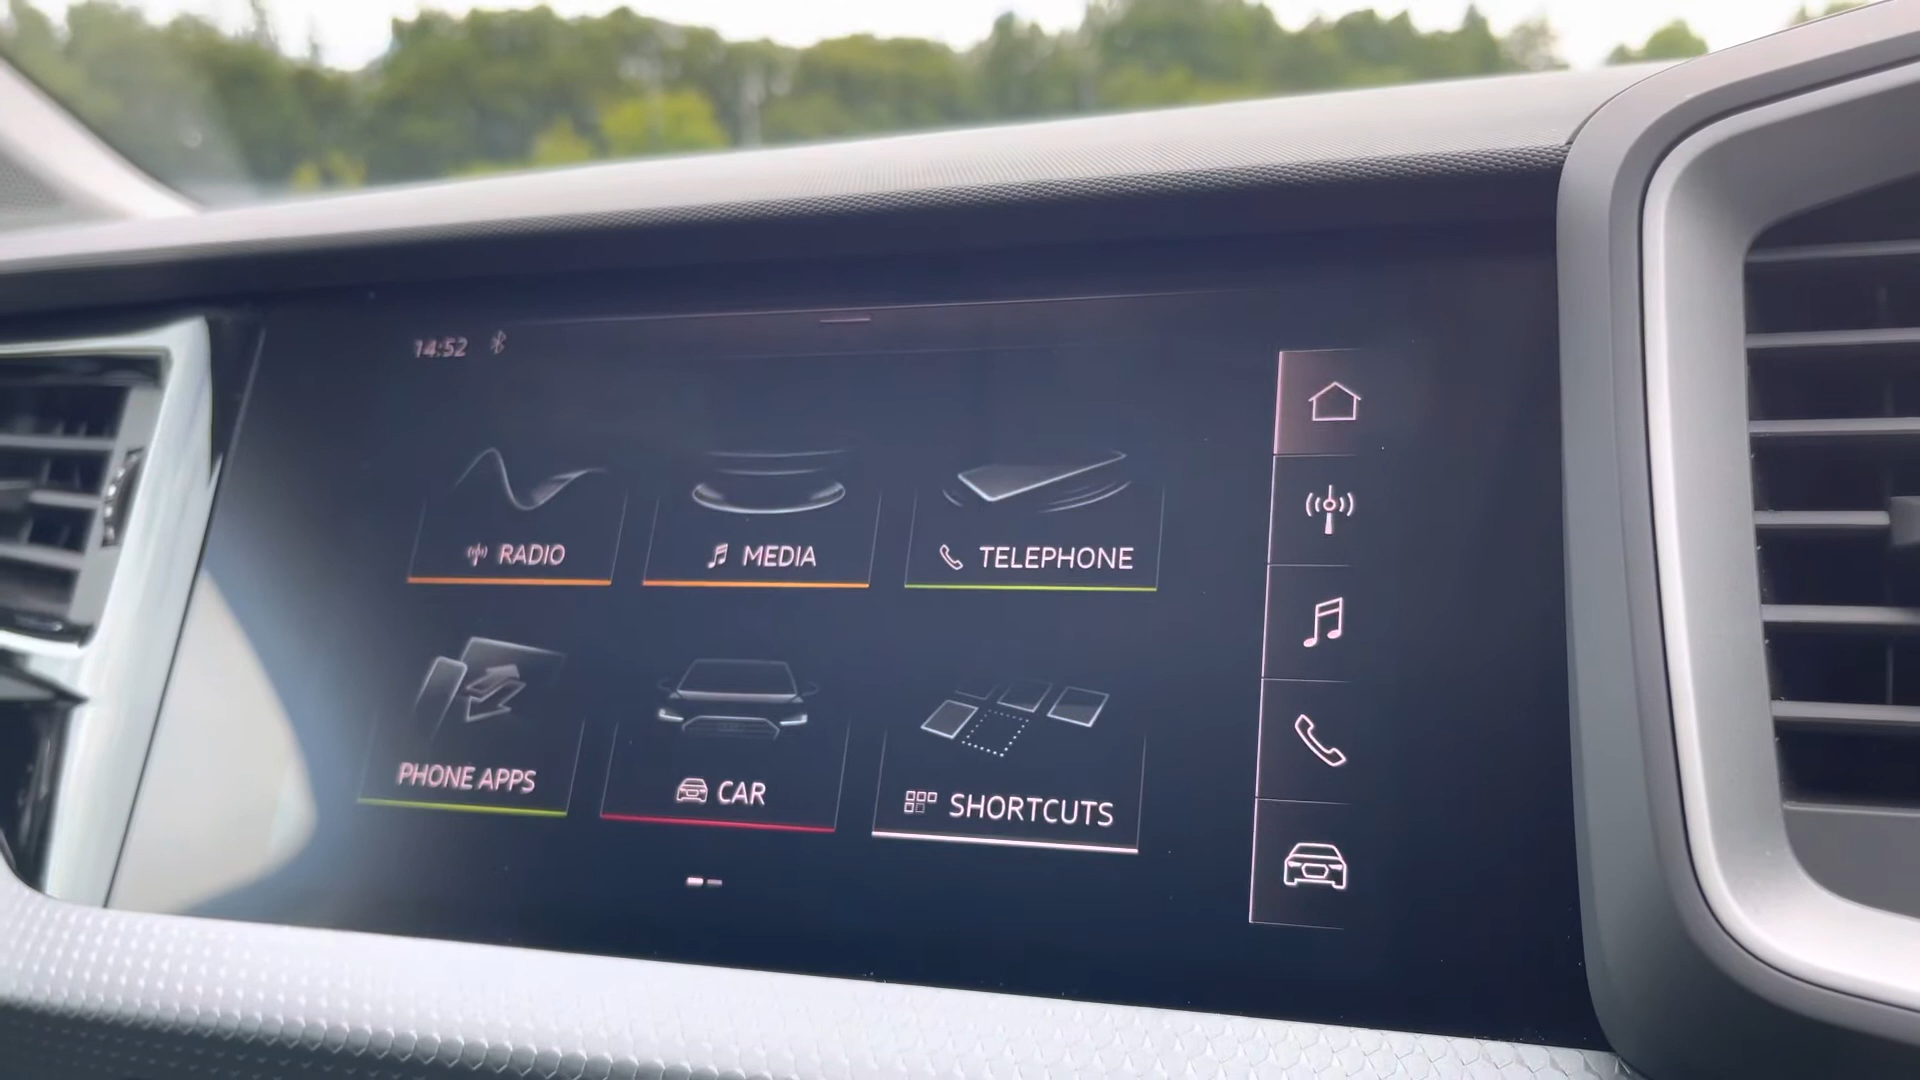 14:52
RADIO
MEDIA
TELEPHONE
PHONE APPS
CAR
SHORTCUTS